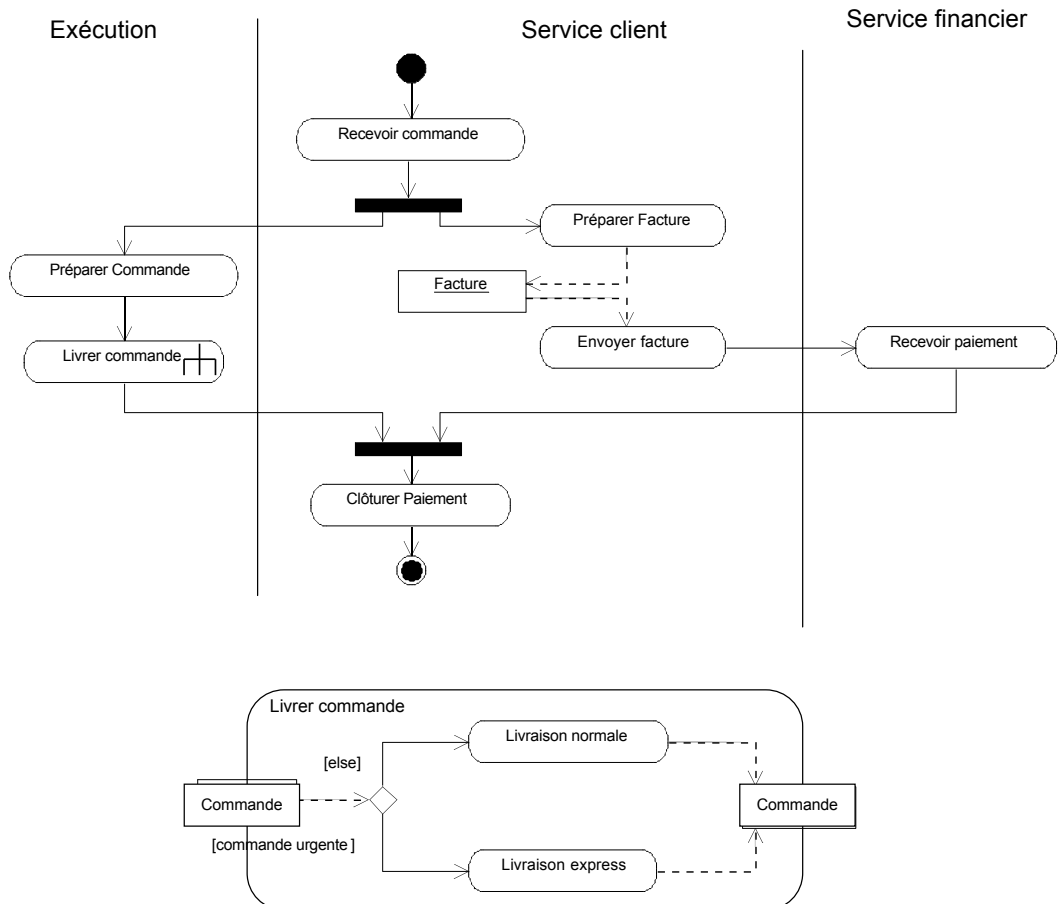 Exécution
Service client
Service financier
Recevoir commande
Préparer Facture
Préparer Commande
Facture
Livrer commande
Envoyer facture
Recevoir paiement
Clôturer Paiement
Livrer commande
Livraison normale
[else]
Commande
Commande
[commande urgente ]
Livraison express